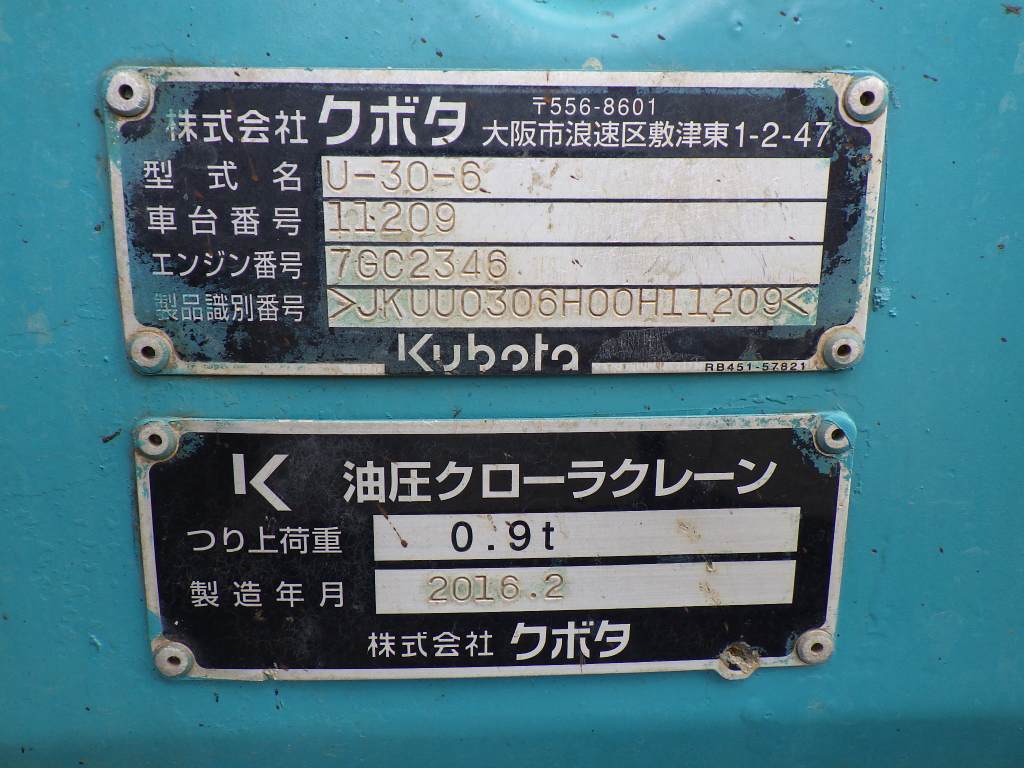 株式会社 クボタ 〒556-8601
大阪市浪速区敷津東1-2-47
型式名 U-30-6
車台番号 11209
エンジン番号 7GC2346
製品識別番号 >JKUU0306H00H11209<
Kubota
RB451-57821
K 油圧クローラクレーン
つり上荷重 0.9t
製造年月 2016.2
株式会社 クボタ